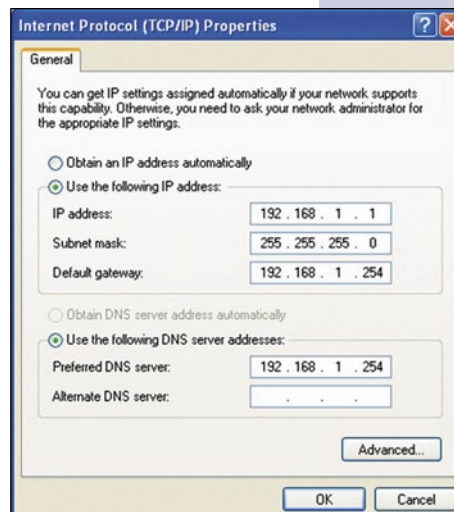 Internet Protocol (TCP/IP) Properties
General
You can get IP settings assigned automatically if your network supports
this capability. Otherwise, you need to ask your network administrator for
the appropriate IP settings.
Obtain an IP address automatically
Use the following IP address:
IP address: 192 . 168 . 1 . 1
Subnet mask: 255 . 255 . 255 . 0
Default gateway: 192 . 168 . 1 . 254
Obtain DNS server address automatically
Use the following DNS server addresses:
Preferred DNS server: 192 . 168 . 1 . 254
Alternate DNS server: . . .
Advanced...
OK Cancel